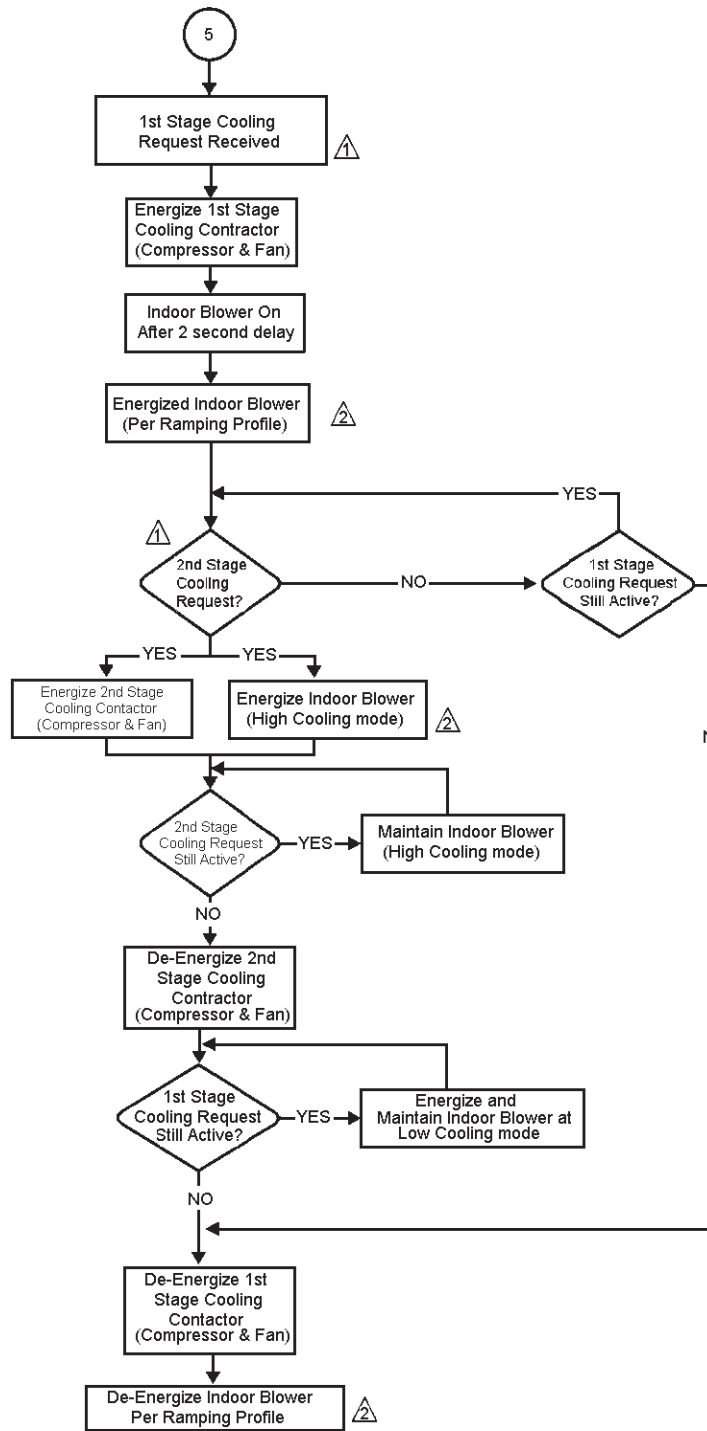 5
1st Stage Cooling
Request Received
1
Energize 1st Stage
Cooling Contractor
(Compressor & Fan)
Indoor Blower On
After 2 second delay
Energized Indoor Blower
(Per Ramping Profile)
2
YES
1
2nd Stage
Cooling
Request?
NO
1st Stage
Cooling Request
Still Active?
YES
YES
Energize 2nd Stage
Cooling Contactor
(Compressor & Fan)
Energize Indoor Blower
(High Cooling mode)
2
2nd Stage
Cooling Request
Still Active?
YES
Maintain Indoor Blower
(High Cooling mode)
NO
De-Energize 2nd
Stage Cooling
Contractor
(Compressor & Fan)
1st Stage
Cooling Request
Still Active?
YES
Energize and
Maintain Indoor Blower at
Low Cooling mode
NO
De-Energize 1st
Stage Cooling
Contactor
(Compressor & Fan)
De-Energize Indoor Blower
Per Ramping Profile
2